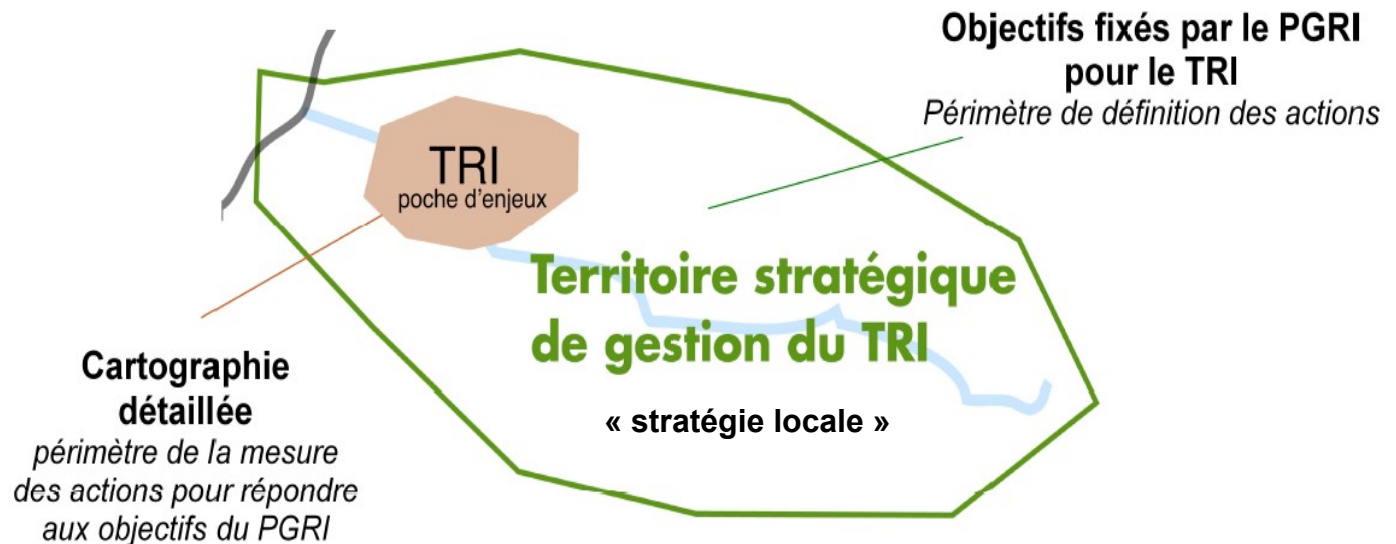 Objectifs fixés par le PGRI
pour le TRI
Périmètre de définition des actions
TRI
poche d'enjeux
Territoire stratégique
de gestion du TRI
« stratégie locale »
Cartographie
détaillée
périmètre de la mesure
des actions pour répondre
aux objectifs du PGRI